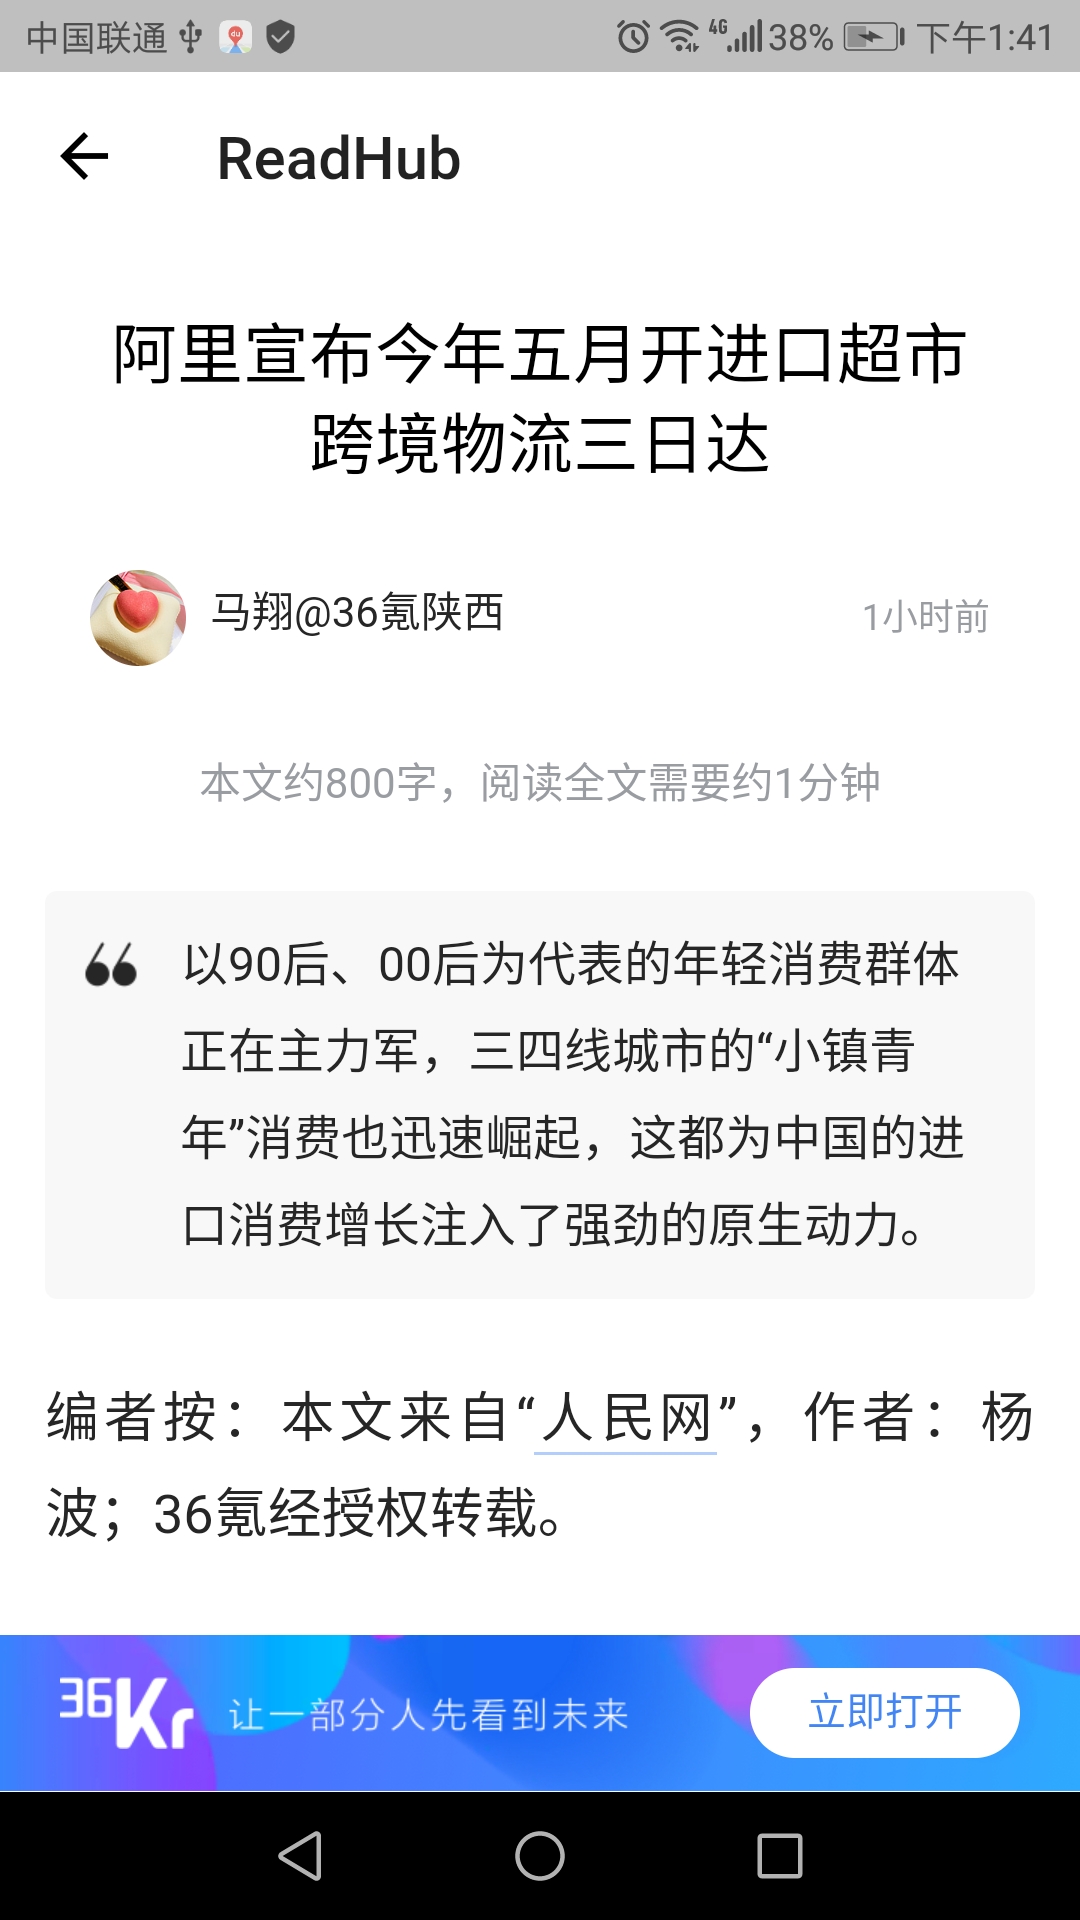 中国联通 4G 38% 下午1:41
ReadHub
阿里宣布今年五月开进口超市
跨境物流三日达
马翔@36氪陕西 1小时前
本文约800字，阅读全文需要约1分钟
以90后、00后为代表的年轻消费群体
正在主力军，三四线城市的“小镇青
年”消费也迅速崛起，这都为中国的进
口消费增长注入了强劲的原生动力。
编者按：本文来自“人民网”，作者：杨
波；36氪经授权转载。
36Kr 让一部分人先看到未来 立即打开